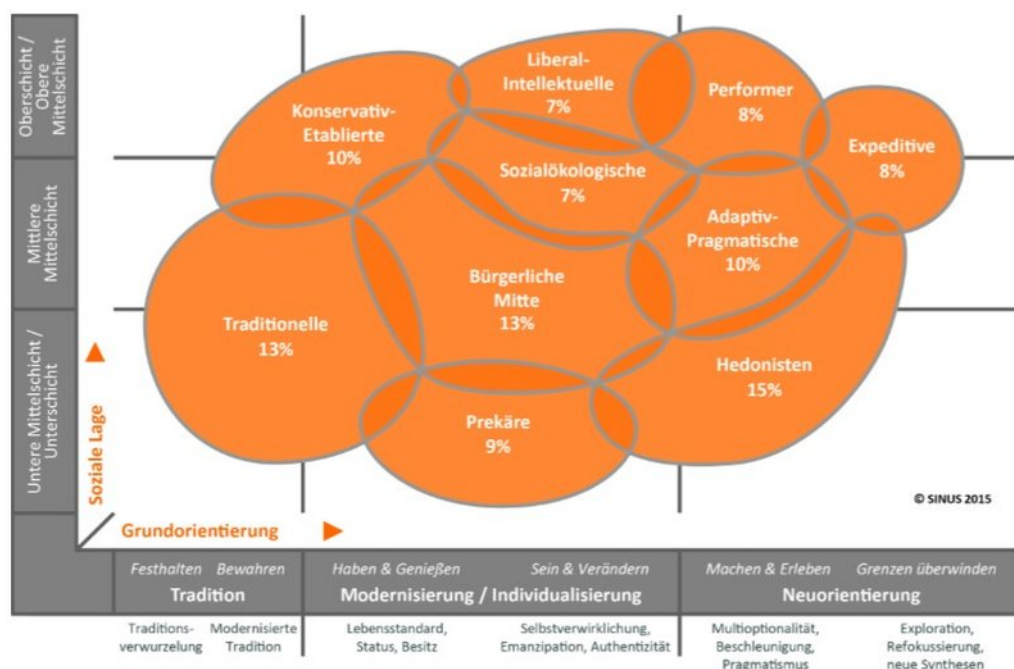 Oberschicht /
Obere
Mittelschicht
Mittlere
Mittelschicht
Untere Mittelschicht /
Unterschicht
Soziale Lage
Konservativ-
Etablierte
10%
Liberal-
Intellektuelle
7%
Performer
8%
Expeditive
8%
Sozialökologische
7%
Adaptiv-
Pragmatische
10%
Bürgerliche
Mitte
13%
Traditionelle
13%
Hedonisten
15%
Prekäre
9%
© SINUS 2015
Grundorientierung
Festhalten Bewahren
Tradition
Haben & Genießen Sein & Verändern
Modernisierung / Individualisierung
Machen & Erleben Grenzen überwinden
Neuorientierung
Traditions-
verwurzelung
Modernisierte
Tradition
Lebensstandard,
Status, Besitz
Selbstverwirklichung,
Emanzipation, Authentizität
Multioptionalität,
Beschleunigung,
Pragmatismus
Exploration,
Refokussierung,
neue Synthesen